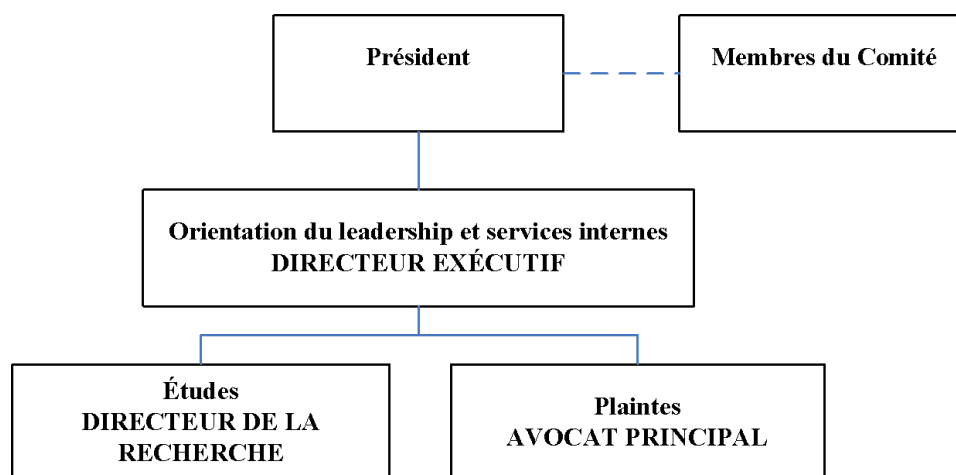 Président
Membres du Comité
Orientation du leadership et services internes
DIRECTEUR EXÉCUTIF
Études
DIRECTEUR DE LA
RECHERCHE
Plaintes
AVOCAT PRINCIPAL